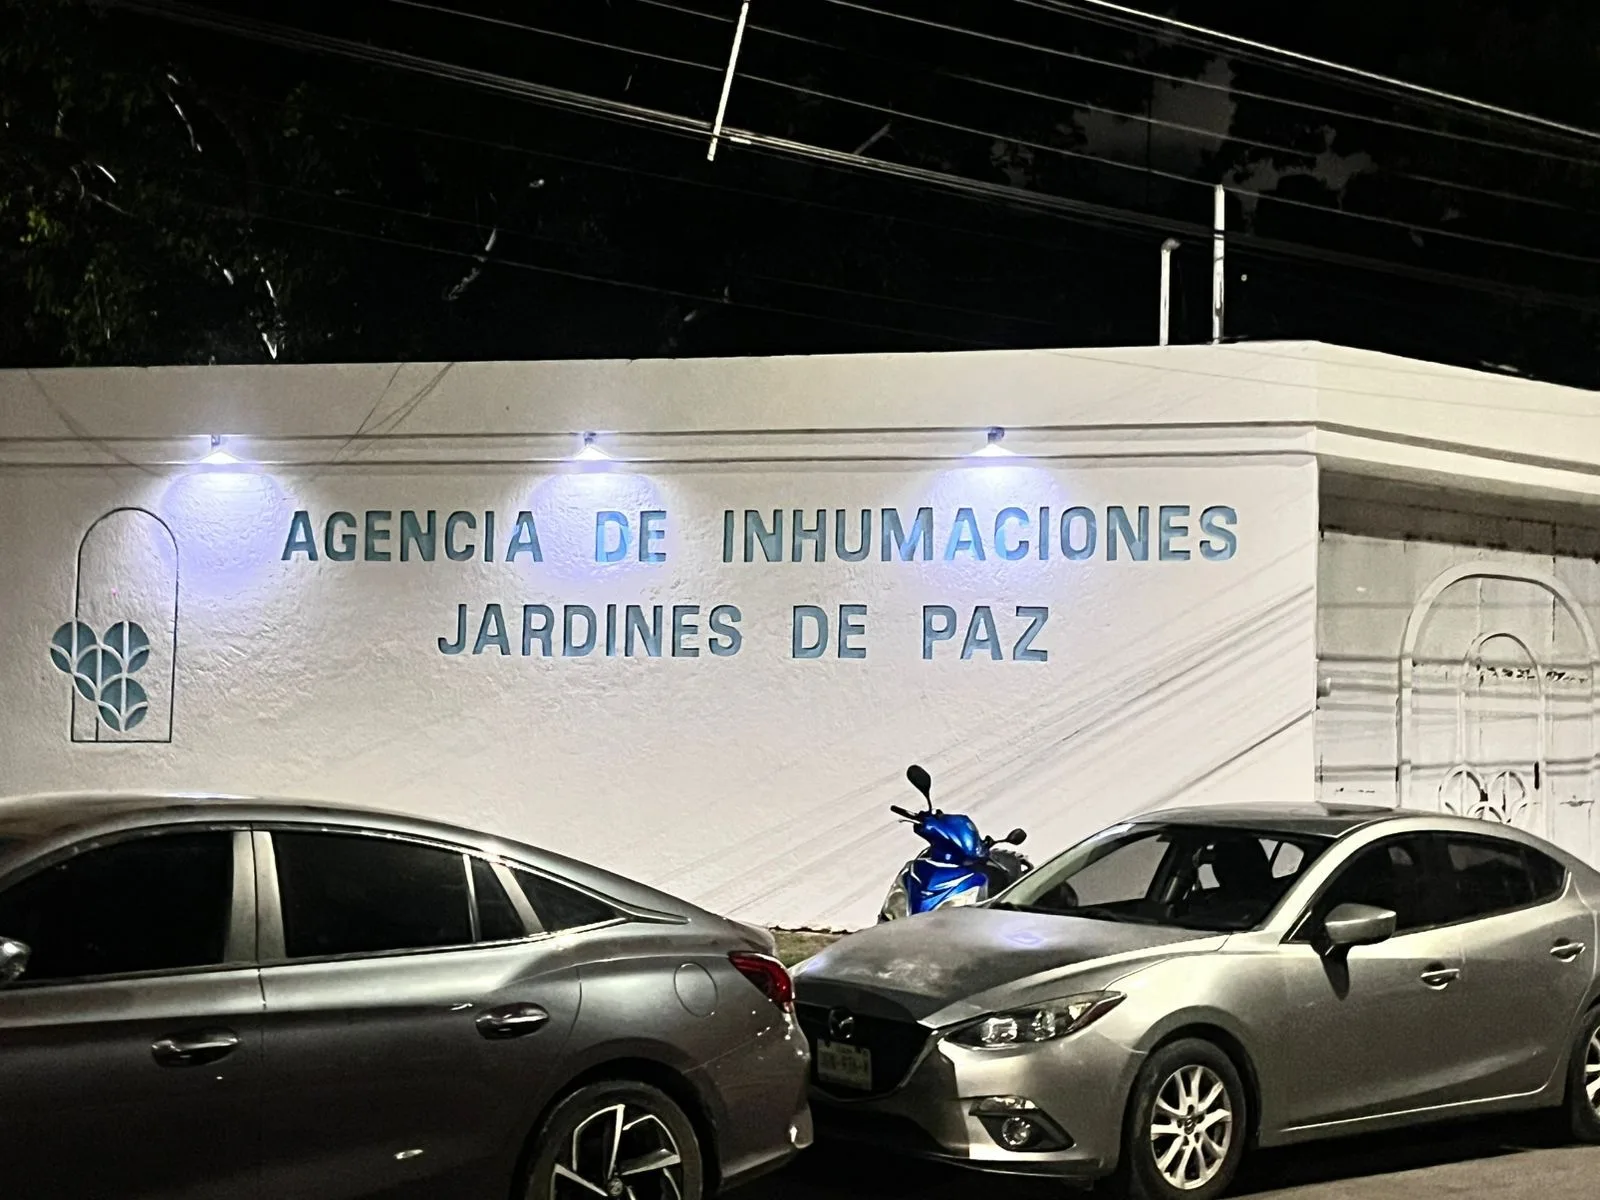 AGENCIA DE INHUMACIONES
JARDINES DE PAZ